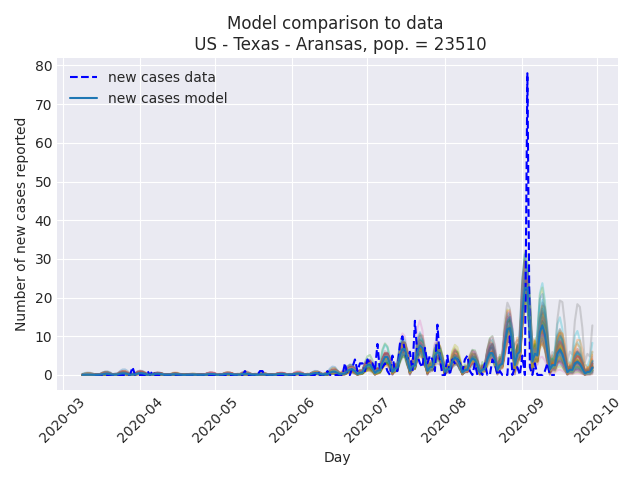 Model comparison to data
US - Texas - Aransas, pop. = 23510
new cases data
new cases model
Number of new cases reported
80
70
60
50
40
30
20
10
0
2020-03
2020-04
2020-05
2020-06
2020-07
2020-08
2020-09
2020-10
Day